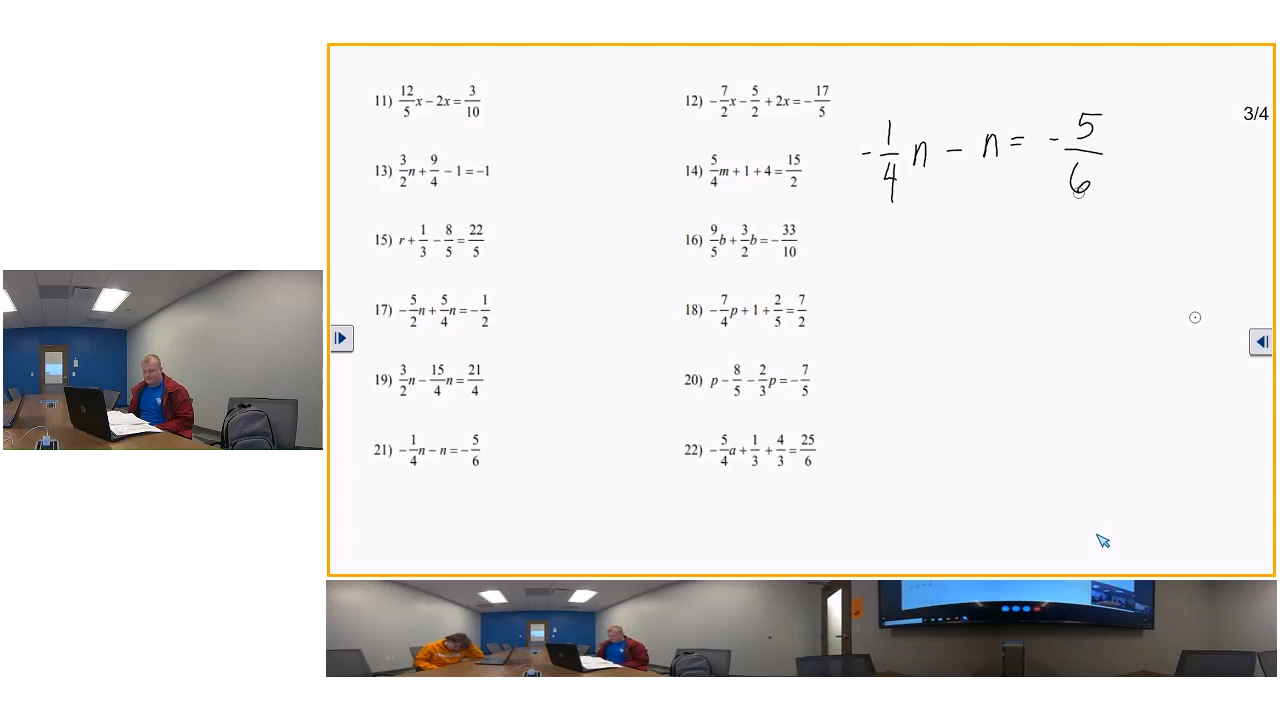 11) 12/5 x − 2x = 3/10
12) −7/2 x − 5/2 + 2x = −17/5
13) 3/2 n + 9/4 − 1 = −1
14) 5/4 m + 1 + 4 = 15/2
15) r + 1/3 − 8/5 = 22/5
16) 9/5 b + 3/2 b = −33/10
17) −5/2 n + 5/4 n = −1/2
18) −7/4 p + 1 + 2/5 = 7/2
19) 3/2 n − 15/4 n = 21/4
20) p − 8/5 − 2/3 p = −7/5
21) −1/4 n − n = −5/6
22) −5/4 a + 1/3 + 4/3 = 25/6
-1/4 n - n = -5/6
3/4